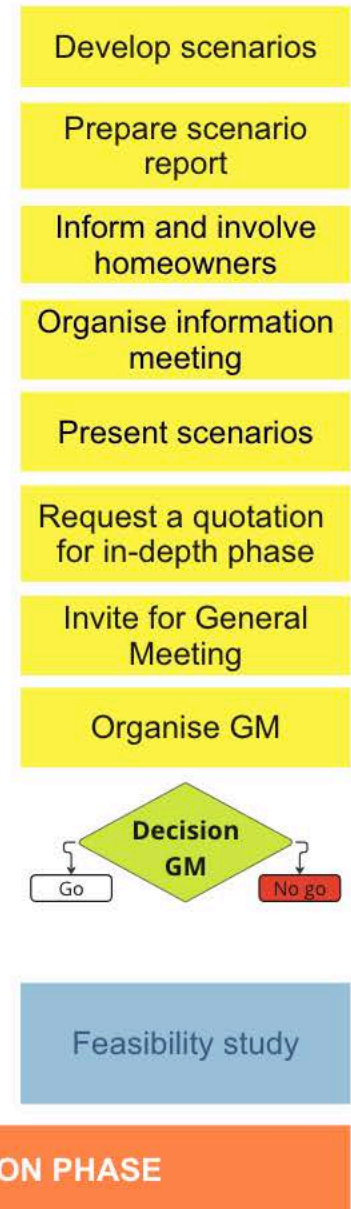 Develop scenarios
Prepare scenario
report
Inform and involve
homeowners
Organise information
meeting
Present scenarios
Request a quotation
for in-depth phase
Invite for General
Meeting
Organise GM
Decision
GM
Go
No go
Feasibility study
ON PHASE